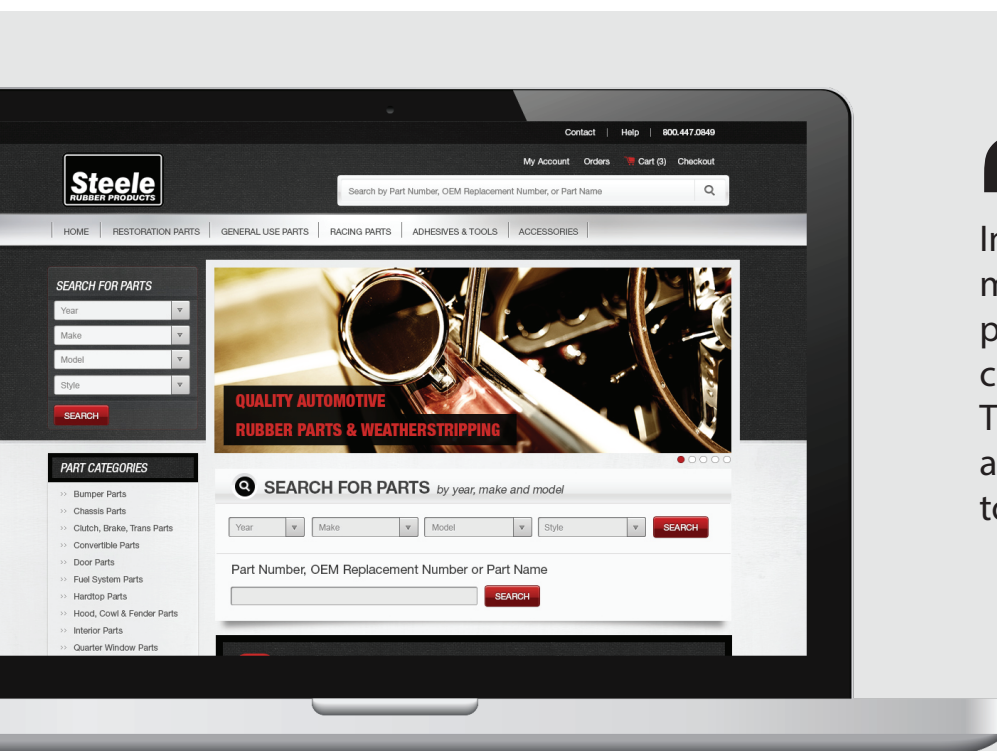 Contact | Help | 800.447.0849
My Account Orders Cart (3) Checkout
Steele
RUBBER PRODUCTS
Search by Part Number, OEM Replacement Number, or Part Name
HOME RESTORATION PARTS GENERAL USE PARTS RACING PARTS ADHESIVES & TOOLS ACCESSORIES
SEARCH FOR PARTS
Year
Make
Model
Style
SEARCH
QUALITY AUTOMOTIVE
RUBBER PARTS & WEATHERSTRIPPING
PART CATEGORIES
>> Bumper Parts
>> Chassis Parts
>> Clutch, Brake, Trans Parts
>> Convertible Parts
>> Door Parts
>> Fuel System Parts
>> Hardtop Parts
>> Hood, Cowl & Fender Parts
>> Interior Parts
>> Quarter Window Parts
SEARCH FOR PARTS by year, make and model
Year Make Model Style SEARCH
Part Number, OEM Replacement Number or Part Name
SEARCH